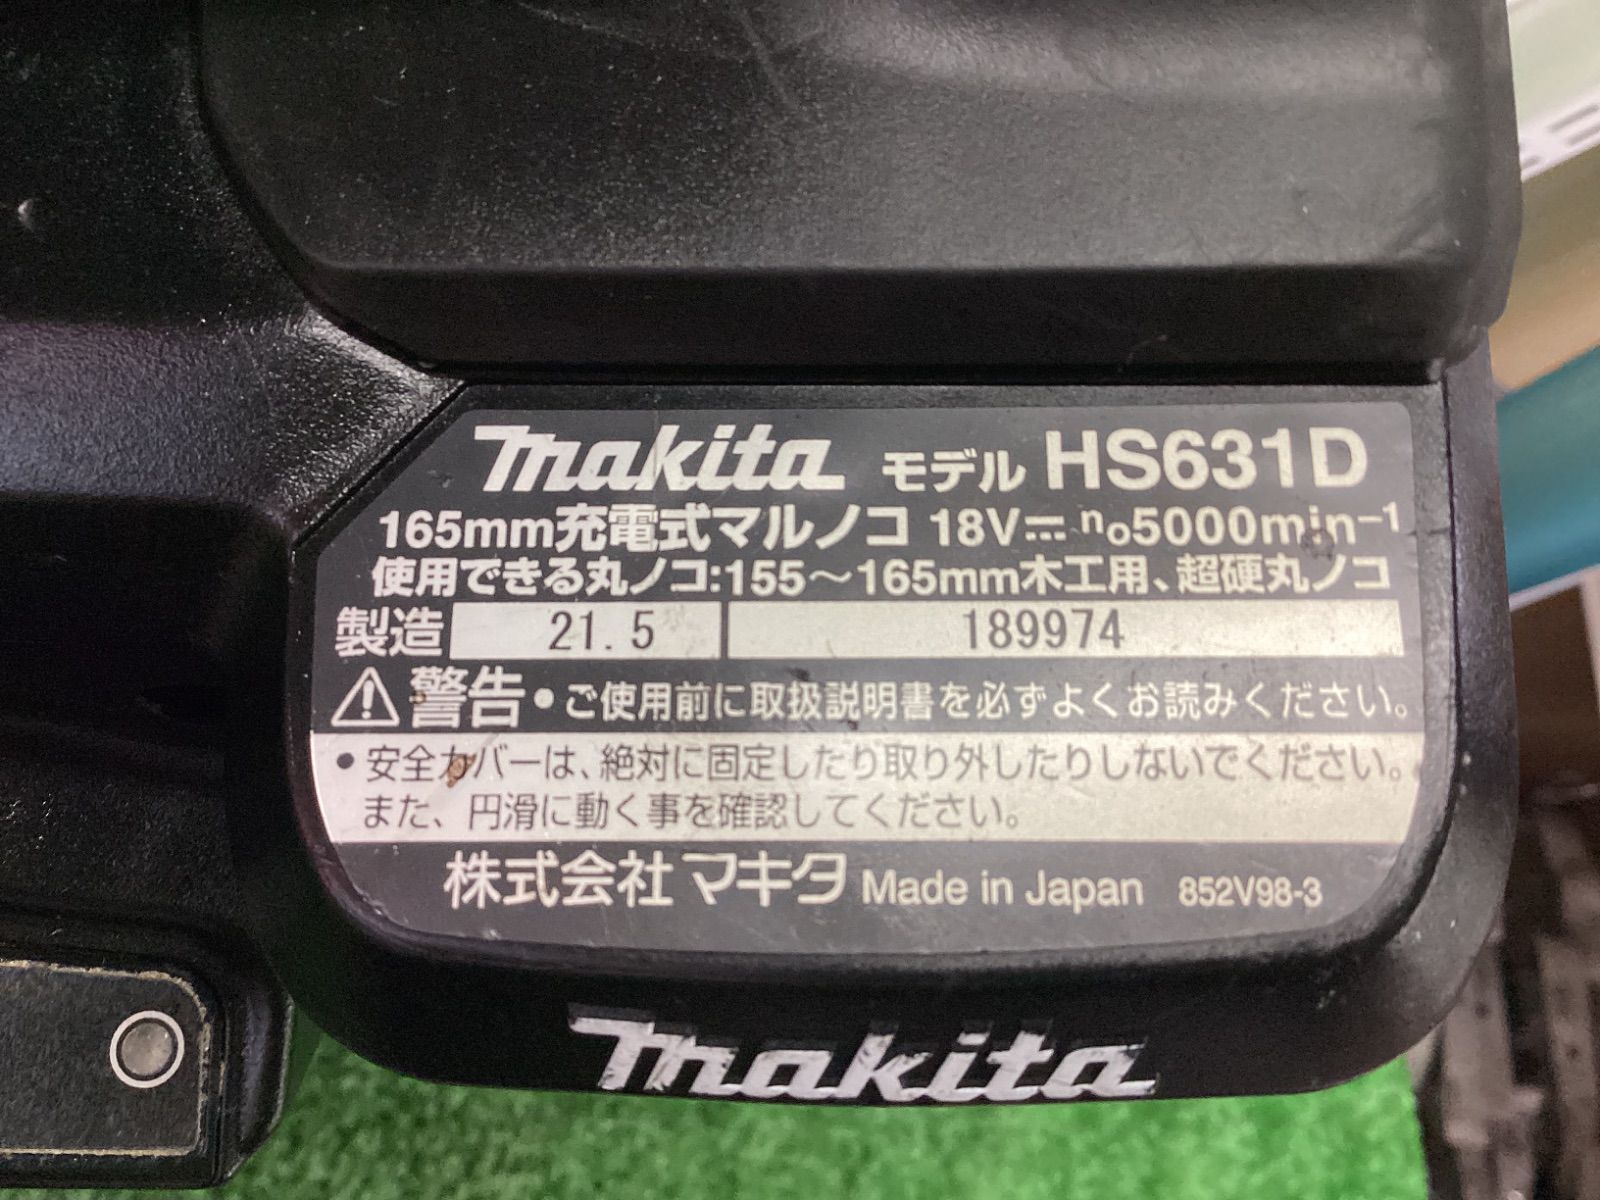 makita モデル HS631D
165mm充電式マルノコ 18V⎓ no5000min-1
使用できる丸ノコ:155～165mm木工用、超硬丸ノコ
製造 21.5 189974
⚠警告・ご使用前に取扱説明書を必ずよくお読みください。
・安全カバーは、絶対に固定したり取り外したりしないでください。
また、円滑に動く事を確認してください。
株式会社マキタ Made in Japan 852V98-3
makita